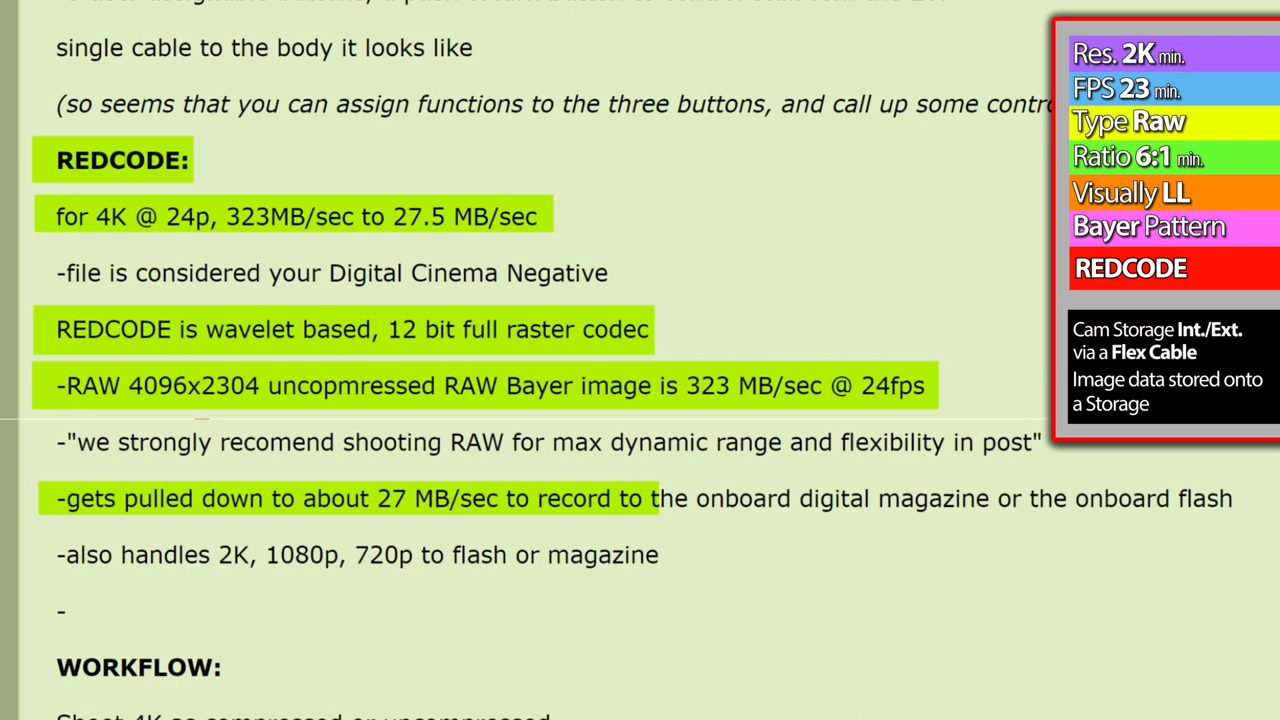 single cable to the body it looks like
(so seems that you can assign functions to the three buttons, and call up some contro
REDCODE:
for 4K @ 24p, 323MB/sec to 27.5 MB/sec
-file is considered your Digital Cinema Negative
REDCODE is wavelet based, 12 bit full raster codec
-RAW 4096x2304 uncopmressed RAW Bayer image is 323 MB/sec @ 24fps
-"we strongly recomend shooting RAW for max dynamic range and flexibility in post"
-gets pulled down to about 27 MB/sec to record to the onboard digital magazine or the onboard flash
-also handles 2K, 1080p, 720p to flash or magazine
-
WORKFLOW:
Shoot 4K as compressed or uncompressed
Res. 2K min.
FPS 23 min.
Type Raw
Ratio 6:1 min.
Visually LL
Bayer Pattern
REDCODE
Cam Storage Int./Ext.
via a Flex Cable
Image data stored onto
a Storage